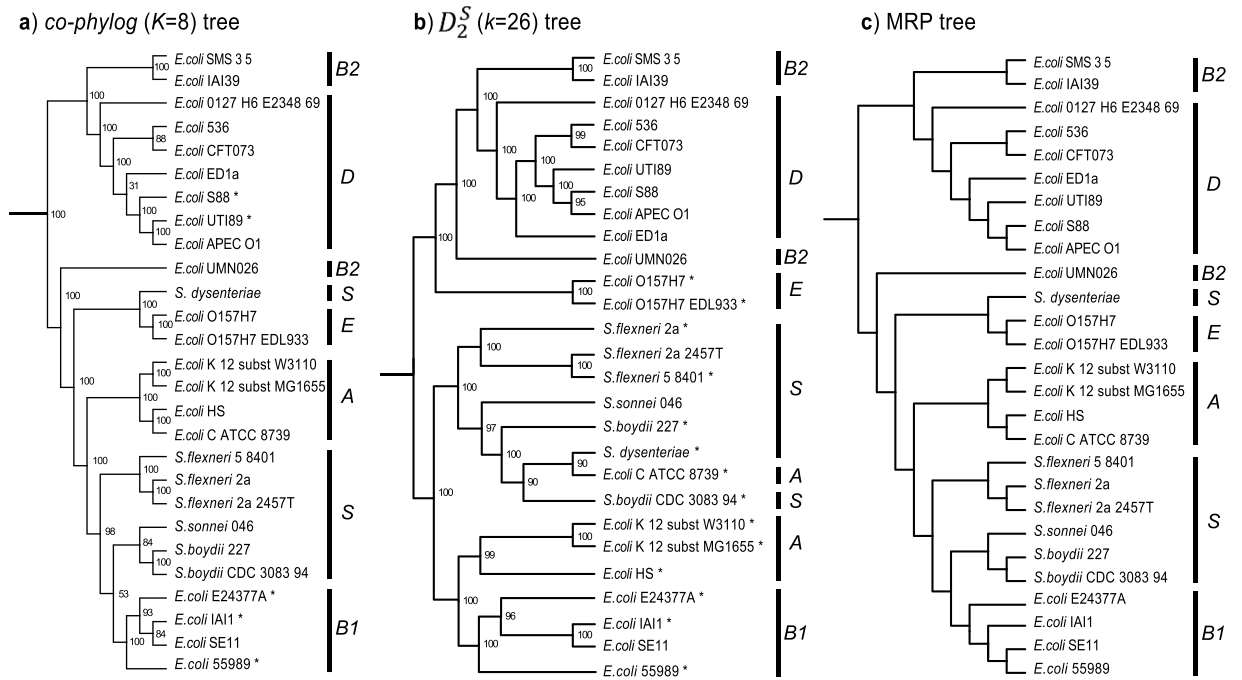 a) co-phylog (K=8) tree
E.coli SMS 3 5
100
E.coli IAI39
B2
100
E.coli 0127 H6 E2348 69
100
E.coli 536
88
E.coli CFT073
100
E.coli ED1a
31
E.coli S88 *
100
E.coli UTI89 *
100
E.coli APEC O1
D
100
E.coli UMN026
B2
100
S. dysenteriae
S
100
E.coli O157H7
100
E.coli O157H7 EDL933
E
100
E.coli K 12 subst W3110
100
E.coli K 12 subst MG1655
100
E.coli HS
100
E.coli C ATCC 8739
A
100
S.flexneri 5 8401
100
S.flexneri 2a
100
S.flexneri 2a 2457T
98
S.sonnei 046
84
S.boydii 227
100
S.boydii CDC 3083 94
S
53
E.coli E24377A *
93
E.coli IAI1 *
84
E.coli SE11
100
E.coli 55989 *
B1
b) D2S (k=26) tree
E.coli SMS 3 5
100
E.coli IAI39
B2
100
E.coli 0127 H6 E2348 69
100
E.coli 536
99
E.coli CFT073
100
E.coli UTI89
100
E.coli S88
95
E.coli APEC O1
100
E.coli ED1a
D
100
E.coli UMN026
B2
100
E.coli O157H7 *
100
E.coli O157H7 EDL933 *
E
S.flexneri 2a *
100
S.flexneri 2a 2457T
100
S.flexneri 5 8401 *
100
S.sonnei 046
97
S.boydii 227 *
100
S. dysenteriae *
S
90
E.coli C ATCC 8739 *
A
90
S.boydii CDC 3083 94 *
S
100
E.coli K 12 subst W3110 *
100
E.coli K 12 subst MG1655 *
99
E.coli HS *
A
100
E.coli E24377A *
96
E.coli IAI1 *
100
E.coli SE11
100
E.coli 55989 *
B1
c) MRP tree
E.coli SMS 3 5
E.coli IAI39
B2
E.coli 0127 H6 E2348 69
E.coli 536
E.coli CFT073
E.coli ED1a
E.coli UTI89
E.coli S88
E.coli APEC O1
D
E.coli UMN026
B2
S. dysenteriae
S
E.coli O157H7
E.coli O157H7 EDL933
E
E.coli K 12 subst W3110
E.coli K 12 subst MG1655
E.coli HS
E.coli C ATCC 8739
A
S.flexneri 5 8401
S.flexneri 2a
S.flexneri 2a 2457T
S.sonnei 046
S.boydii 227
S.boydii CDC 3083 94
S
E.coli E24377A
E.coli IAI1
E.coli SE11
E.coli 55989
B1